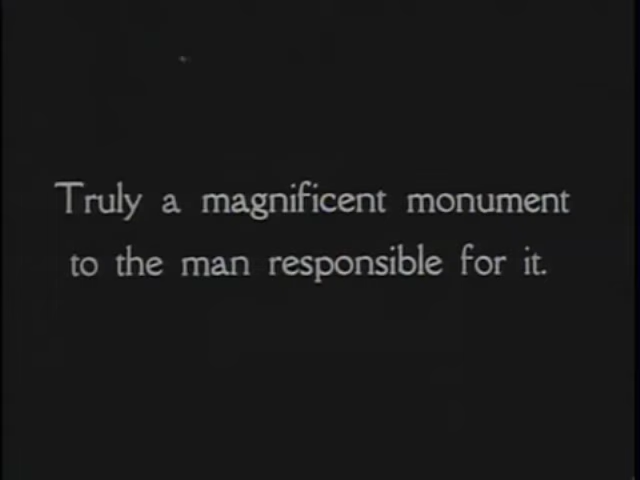 Truly a magnificent monument
to the man responsible for it.